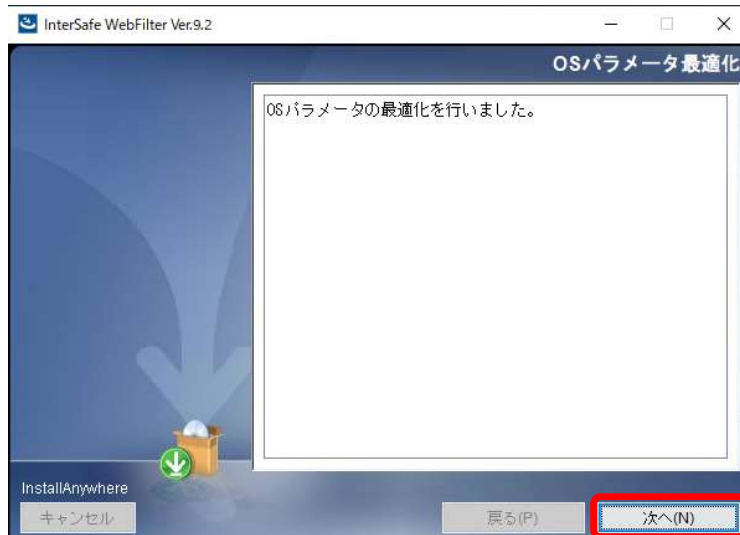 InterSafe WebFilter Ver.9.2
OSパラメータ最適化
OSパラメータの最適化を行いました。
InstallAnywhere
キャンセル
戻る(P)
次へ(N)